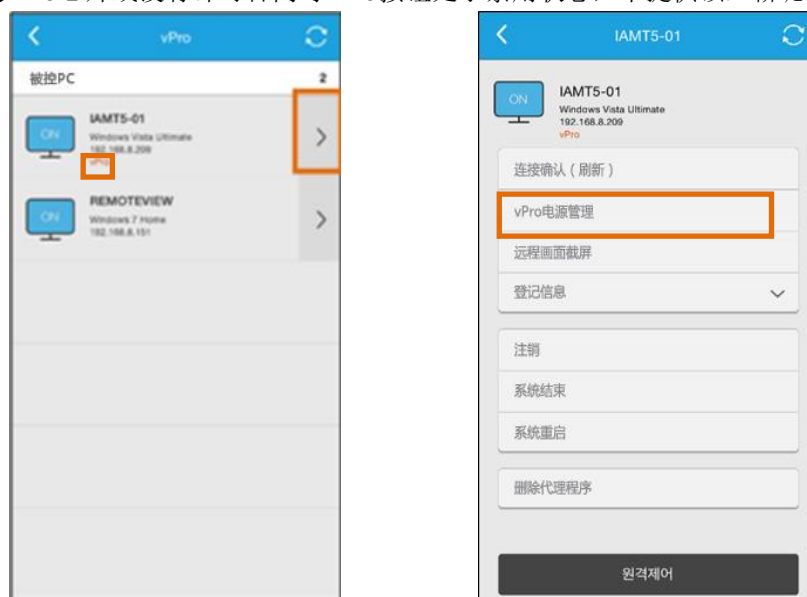 vPro
被控PC 2
IAMT5-01
ON
Windows Vista Ultimate
192.168.8.209
vPro
REMOTEVIEW
ON
Windows 7 Home
192.168.8.151
IAMT5-01
IAMT5-01
ON
Windows Vista Ultimate
192.168.8.209
vPro
连接确认（刷新）
vPro电源管理
远程画面截屏
登记信息
注销
系统结束
系统重启
删除代理程序
원격제어